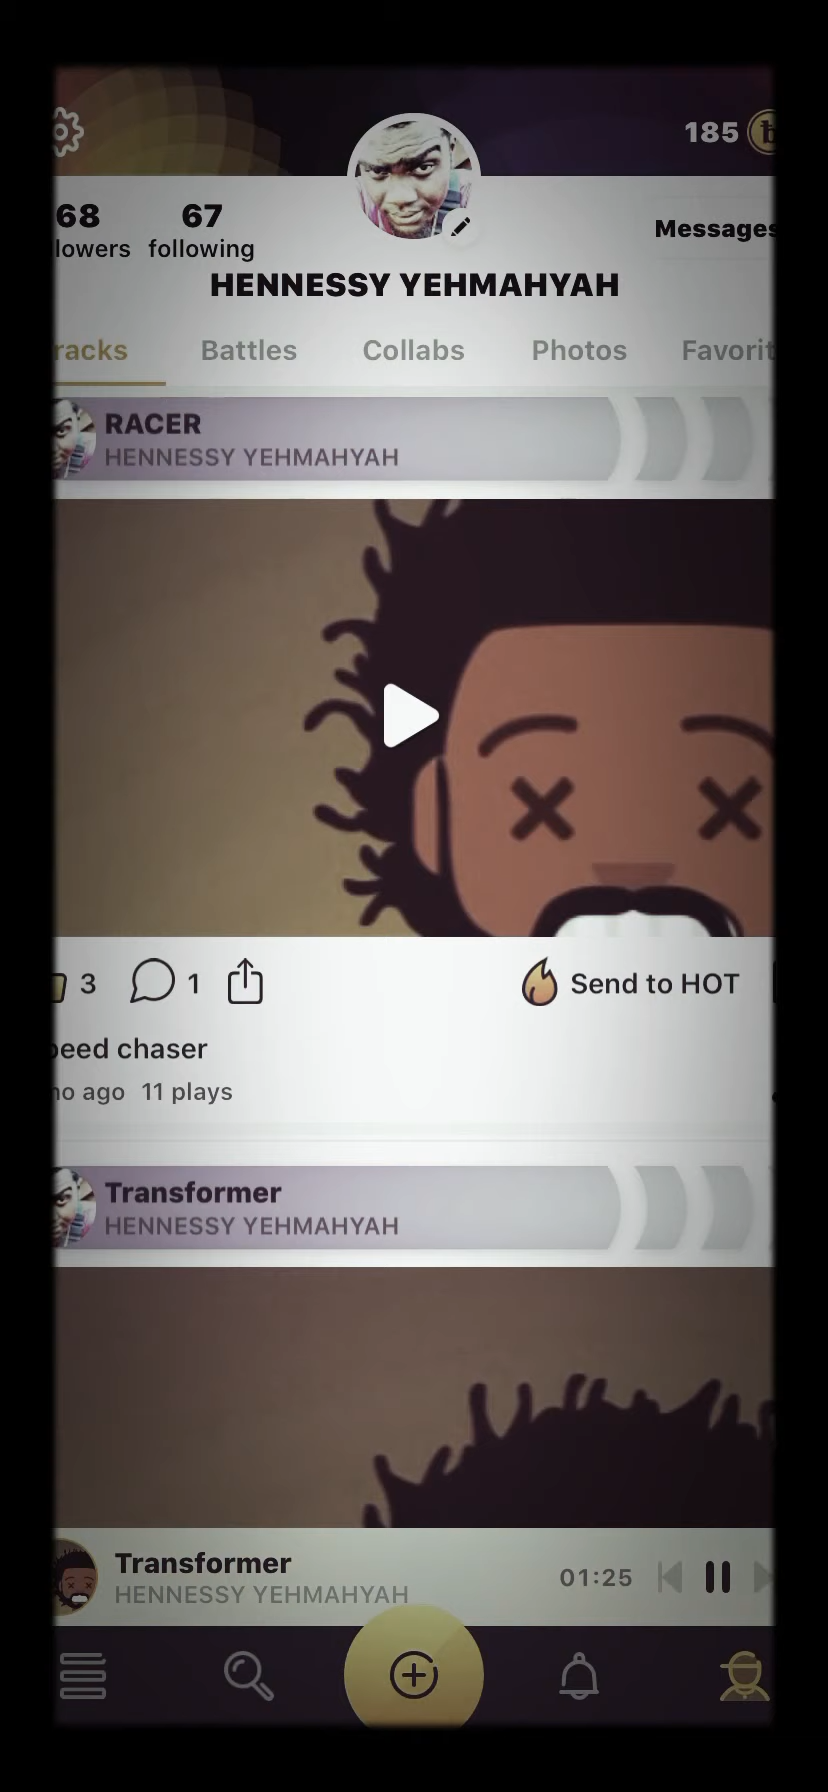 185
68 67
lowers following
Messages
HENNESSY YEHMAHYAH
racks Battles Collabs Photos Favorit
RACER
HENNESSY YEHMAHYAH
3 1 Send to HOT
peed chaser
mo ago 11 plays
Transformer
HENNESSY YEHMAHYAH
Transformer
HENNESSY YEHMAHYAH
01:25